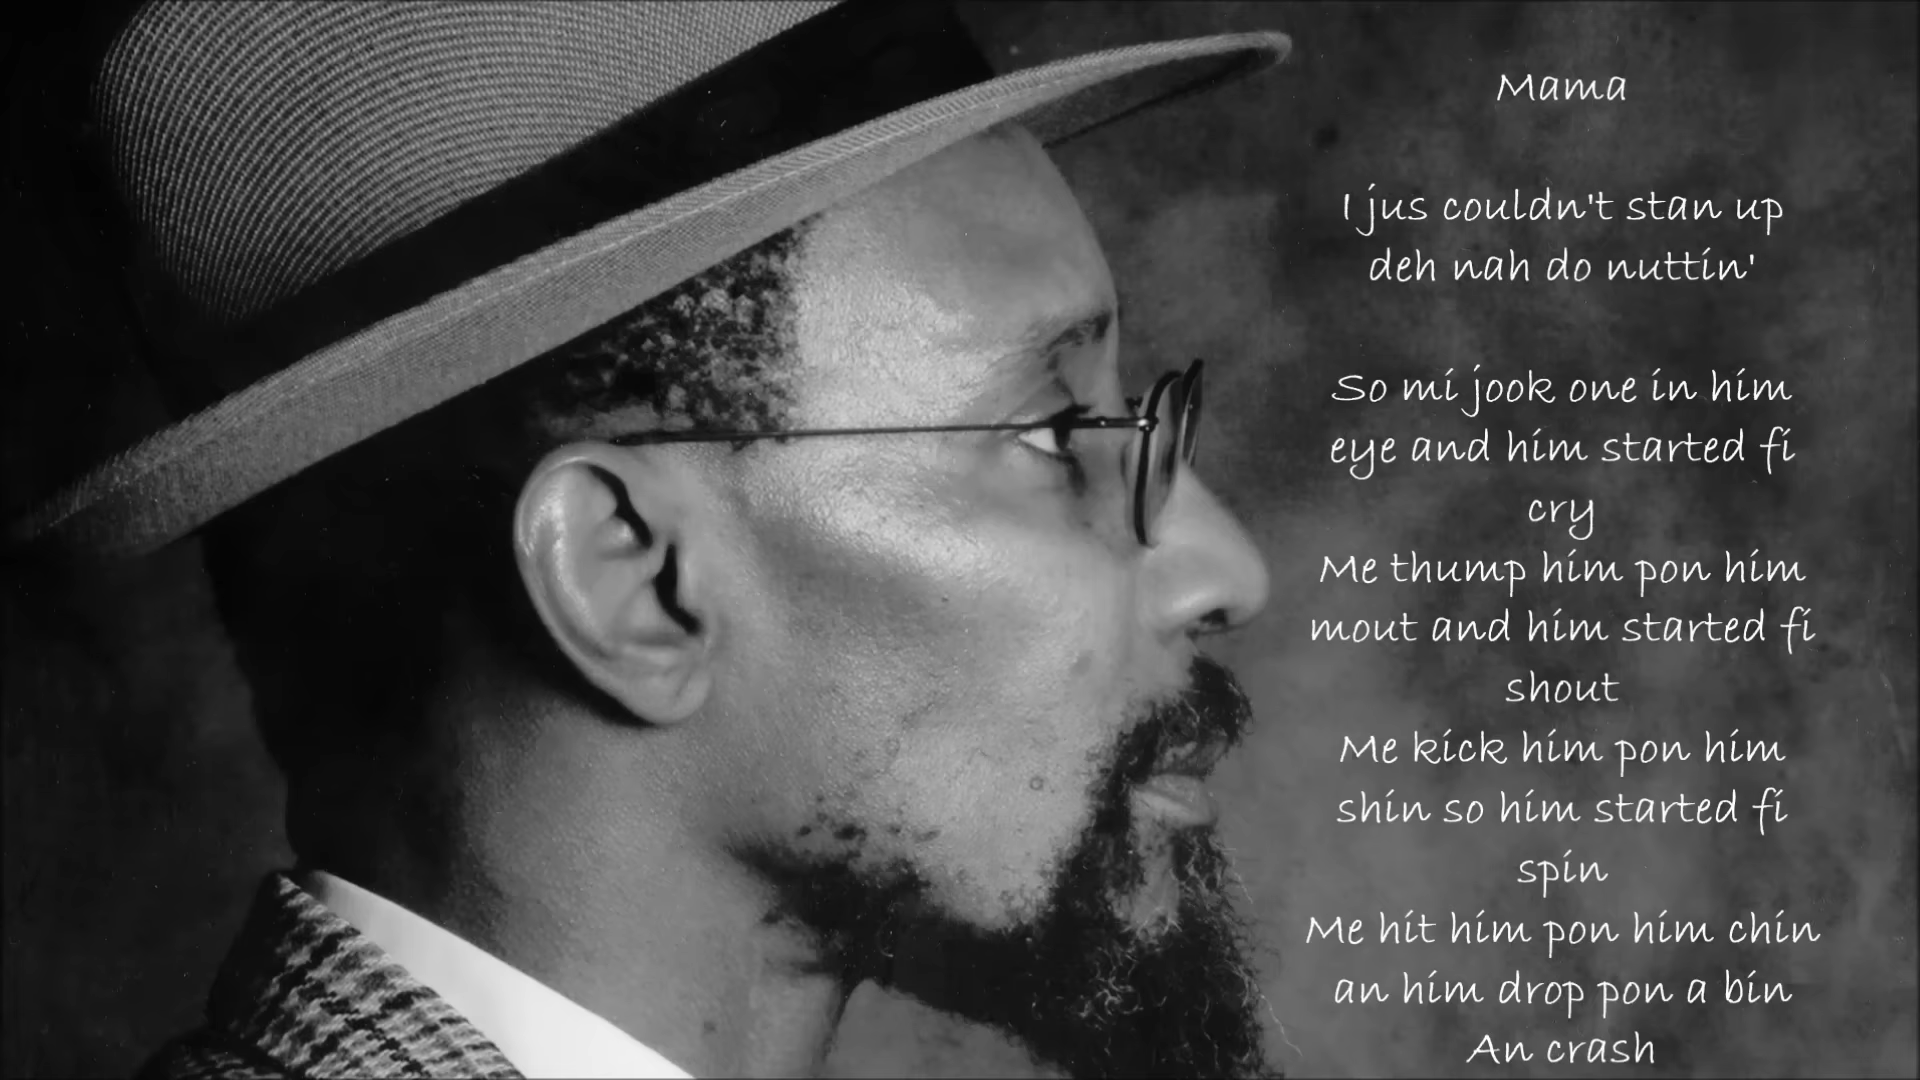 Mama
I jus couldn't stan up
deh nah do nuttin'
So mi jook one in him
eye and him started fi
cry
Me thump him pon him
mout and him started fi
shout
Me kick him pon him
shin so him started fi
spin
Me hit him pon him chin
an him drop pon a bin
An crash